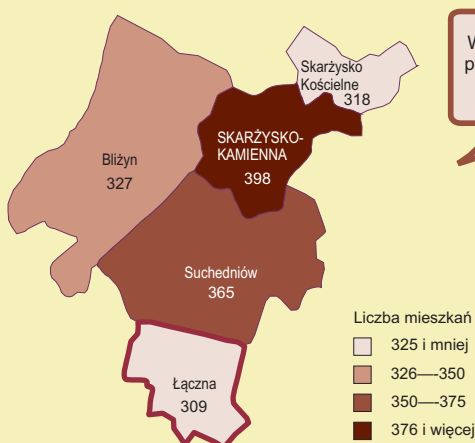 Skarżysko
Kościelne
318
SKARŻYSKO-
KAMIENNA
398
Bliżyn
327
Suchedniów
365
Łączna
309
Liczba mieszkań
325 i mniej
326—-350
350—-375
376 i więcej